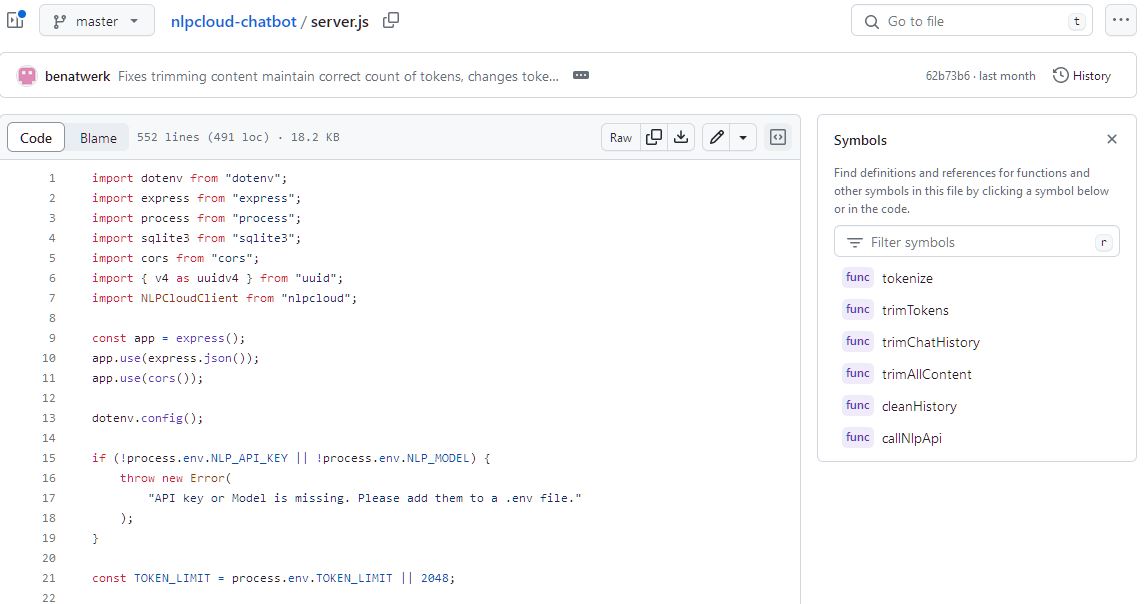 master
nlpcloud-chatbot / server.js
Go to file
t
benatwerk Fixes trimming content maintain correct count of tokens, changes toke...
62b73b6 · last month
History
Code
Blame
552 lines (491 loc) · 18.2 KB
Raw
1 import dotenv from "dotenv";
2 import express from "express";
3 import process from "process";
4 import sqlite3 from "sqlite3";
5 import cors from "cors";
6 import { v4 as uuidv4 } from "uuid";
7 import NLPCloudClient from "nlpcloud";
8
9 const app = express();
10 app.use(express.json());
11 app.use(cors());
12
13 dotenv.config();
14
15 if (!process.env.NLP_API_KEY || !process.env.NLP_MODEL) {
16 throw new Error(
17 "API key or Model is missing. Please add them to a .env file."
18 );
19 }
20
21 const TOKEN_LIMIT = process.env.TOKEN_LIMIT || 2048;
22
Symbols
Find definitions and references for functions and
other symbols in this file by clicking a symbol below
or in the code.
Filter symbols
r
func tokenize
func trimTokens
func trimChatHistory
func trimAllContent
func cleanHistory
func callNlpApi